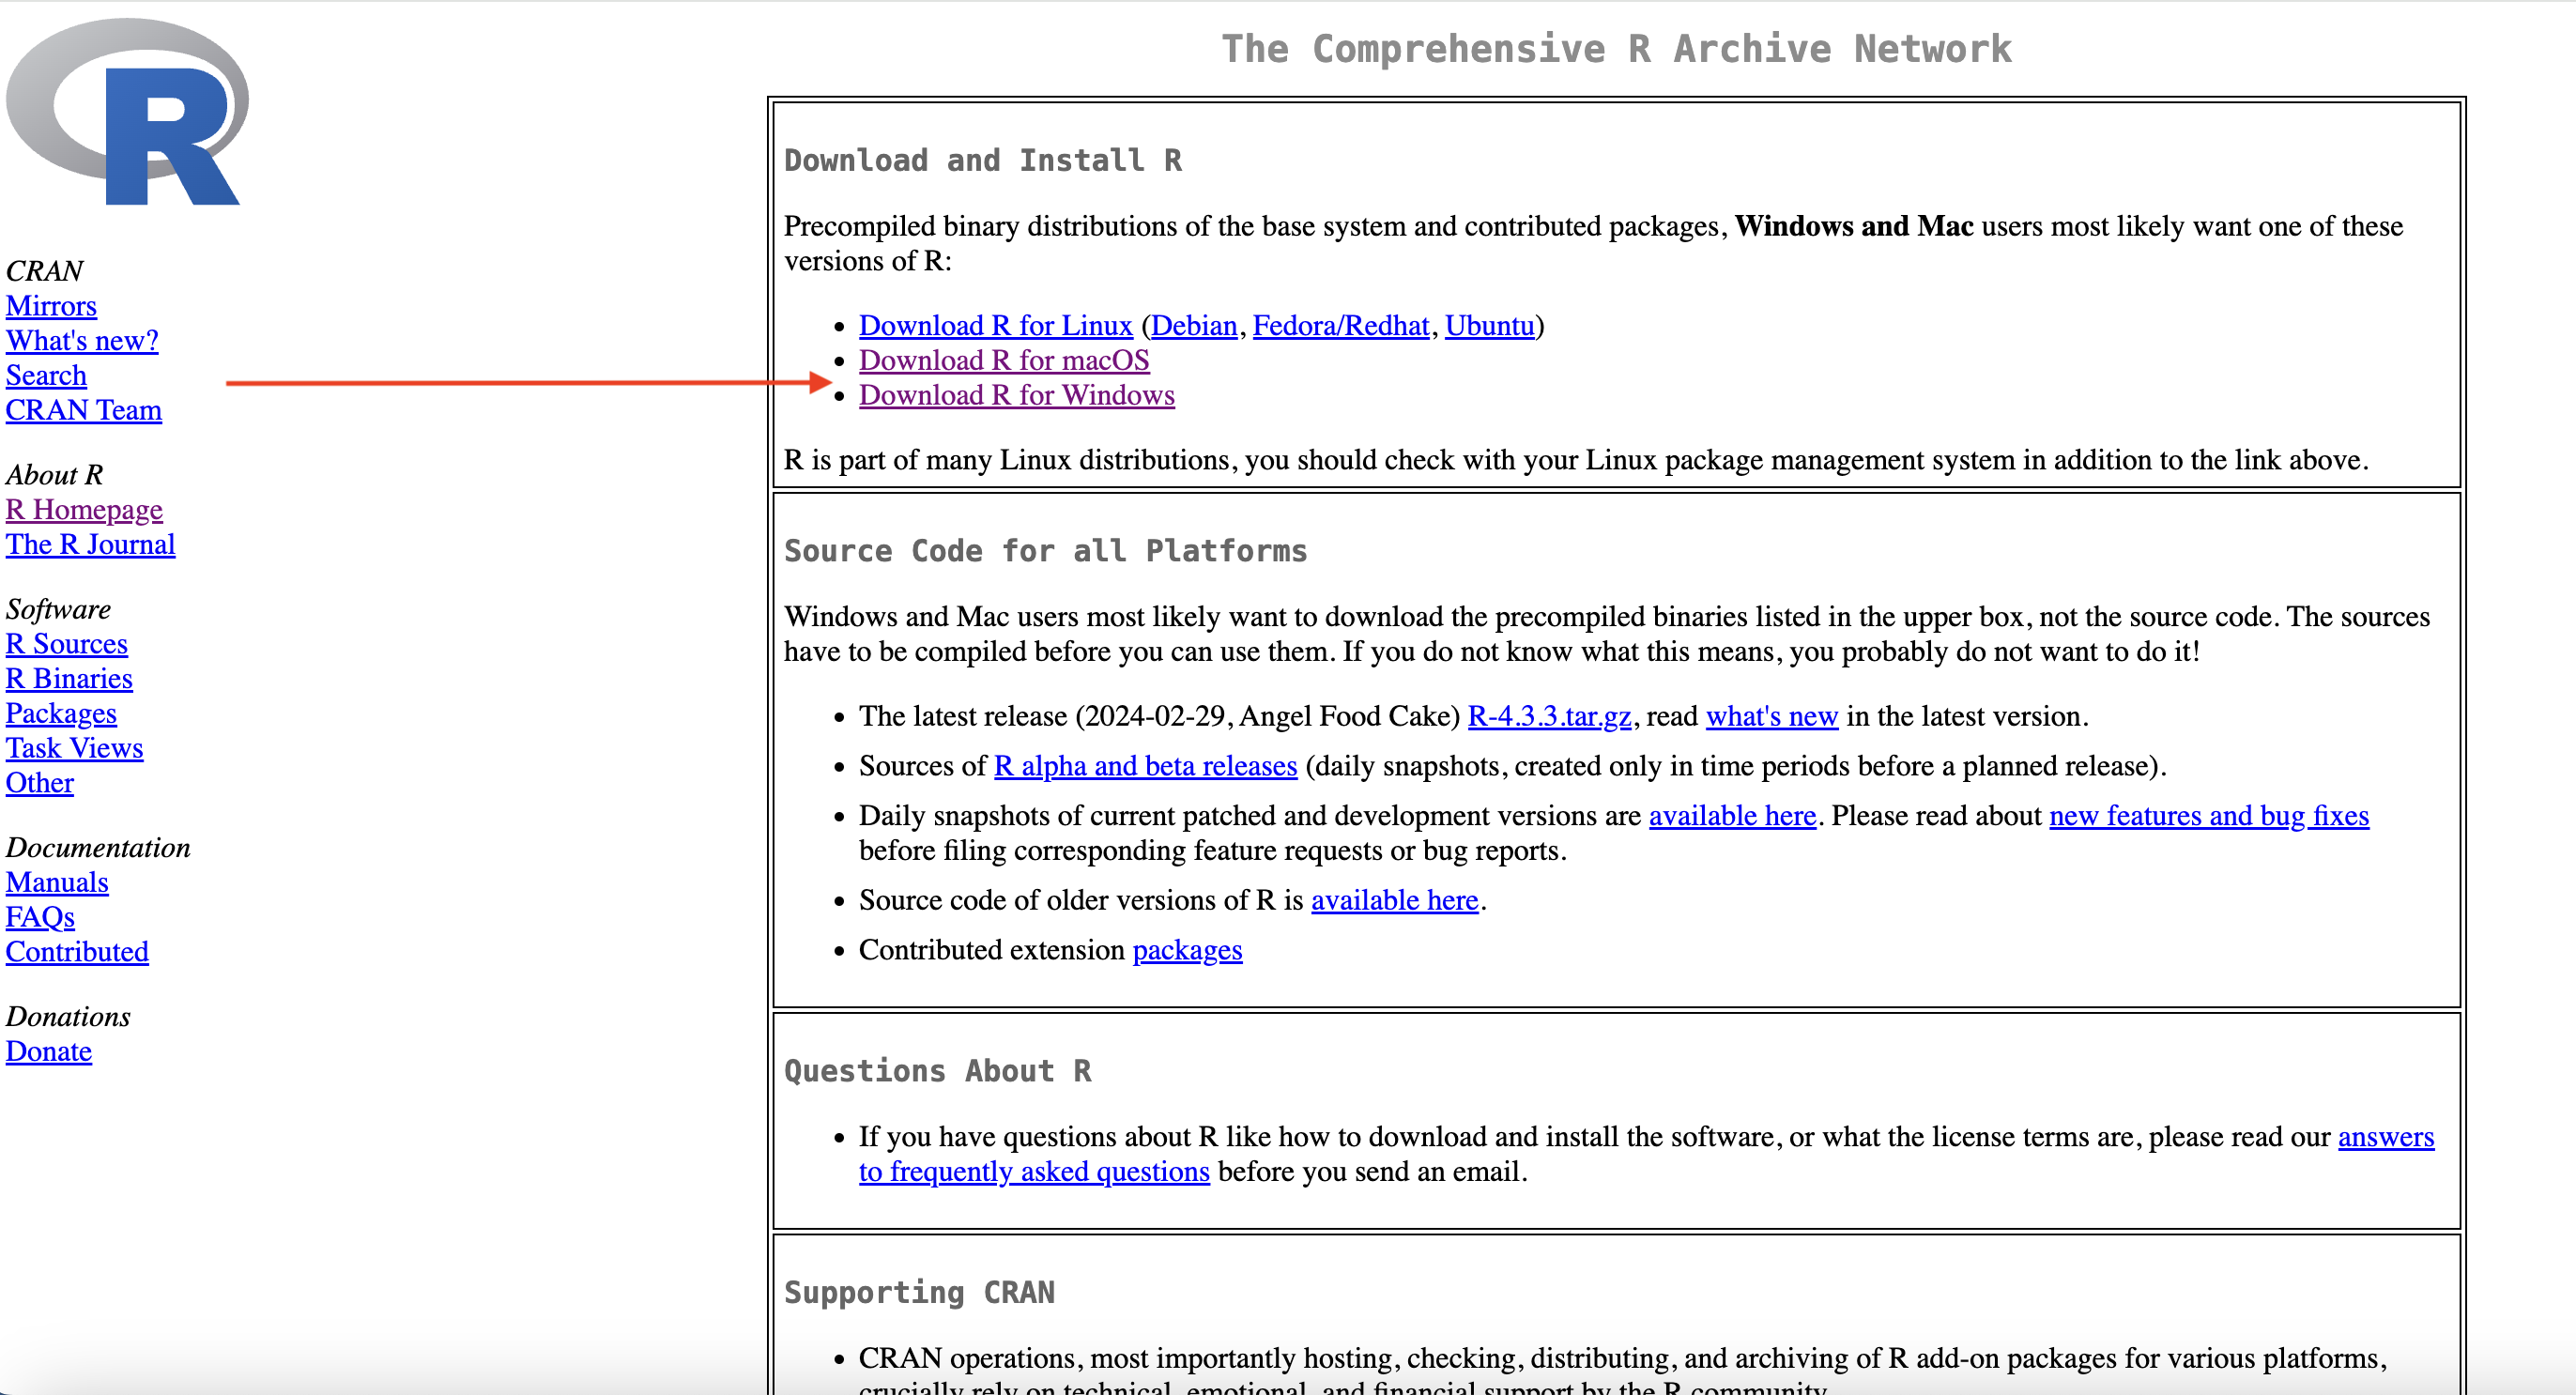 R
CRAN
Mirrors
What's new?
Search
CRAN Team
About R
R Homepage
The R Journal
Software
R Sources
R Binaries
Packages
Task Views
Other
Documentation
Manuals
FAQs
Contributed
Donations
Donate
The Comprehensive R Archive Network
Download and Install R
Precompiled binary distributions of the base system and contributed packages, Windows and Mac users most likely want one of these
versions of R:
• Download R for Linux (Debian, Fedora/Redhat, Ubuntu)
• Download R for macOS
• Download R for Windows
R is part of many Linux distributions, you should check with your Linux package management system in addition to the link above.
Source Code for all Platforms
Windows and Mac users most likely want to download the precompiled binaries listed in the upper box, not the source code. The sources
have to be compiled before you can use them. If you do not know what this means, you probably do not want to do it!
• The latest release (2024-02-29, Angel Food Cake) R-4.3.3.tar.gz, read what's new in the latest version.
• Sources of R alpha and beta releases (daily snapshots, created only in time periods before a planned release).
• Daily snapshots of current patched and development versions are available here. Please read about new features and bug fixes
before filing corresponding feature requests or bug reports.
• Source code of older versions of R is available here.
• Contributed extension packages
Questions About R
• If you have questions about R like how to download and install the software, or what the license terms are, please read our answers
to frequently asked questions before you send an email.
Supporting CRAN
• CRAN operations, most importantly hosting, checking, distributing, and archiving of R add-on packages for various platforms,
crucially rely on technical, emotional, and financial support by the R community.